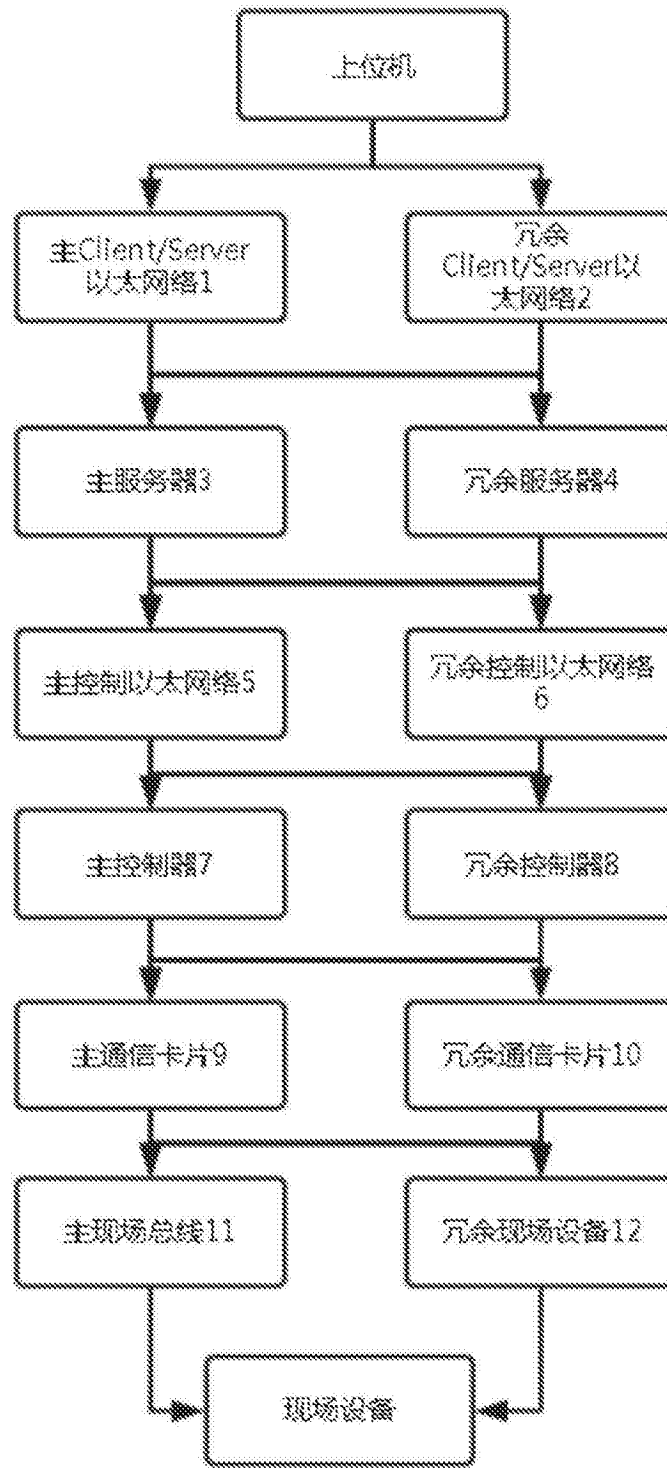 上位机
主Client/Server
以太网络1
冗余
Client/Server以
太网络2
主服务器3
冗余服务器4
主控制以太网络5
冗余控制以太网络
6
主控制器7
冗余控制器8
主通信卡片9
冗余通信卡片10
主现场总线11
冗余现场设备12
现场设备